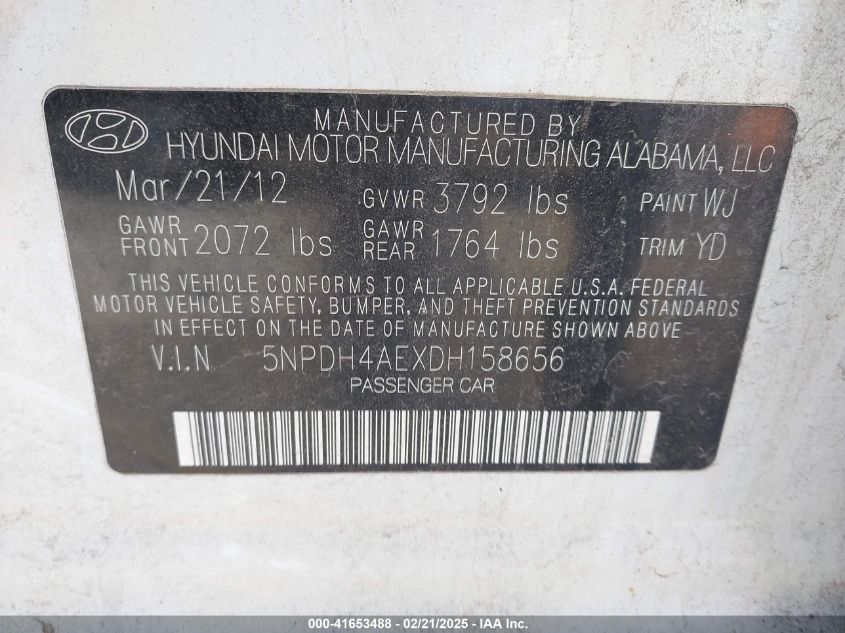 MANUFACTURED BY
HYUNDAI MOTOR MANUFACTURING ALABAMA, LLC
Mar/21/12 GVWR 3792 lbs PAINT WJ
GAWR FRONT 2072 lbs GAWR REAR 1764 lbs TRIM YD
THIS VEHICLE CONFORMS TO ALL APPLICABLE U.S.A. FEDERAL
MOTOR VEHICLE SAFETY, BUMPER, AND THEFT PREVENTION STANDARDS
IN EFFECT ON THE DATE OF MANUFACTURE SHOWN ABOVE
V.I.N 5NPDH4AEXDH158656
PASSENGER CAR
000-41653488 - 02/21/2025 - COPYRIGHT © IAA, LLC.